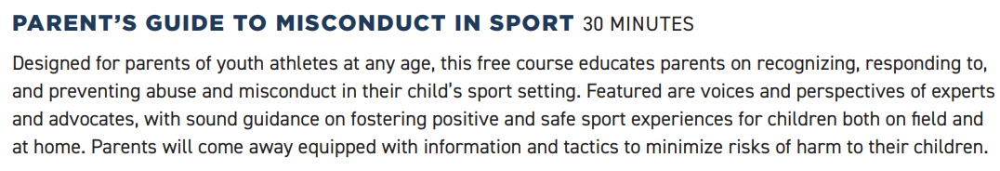 PARENT’S GUIDE TO MISCONDUCT IN SPORT 30 MINUTES
Designed for parents of youth athletes at any age, this free course educates parents on recognizing, responding to,
and preventing abuse and misconduct in their child’s sport setting. Featured are voices and perspectives of experts
and advocates, with sound guidance on fostering positive and safe sport experiences for children both on field and
at home. Parents will come away equipped with information and tactics to minimize risks of harm to their children.